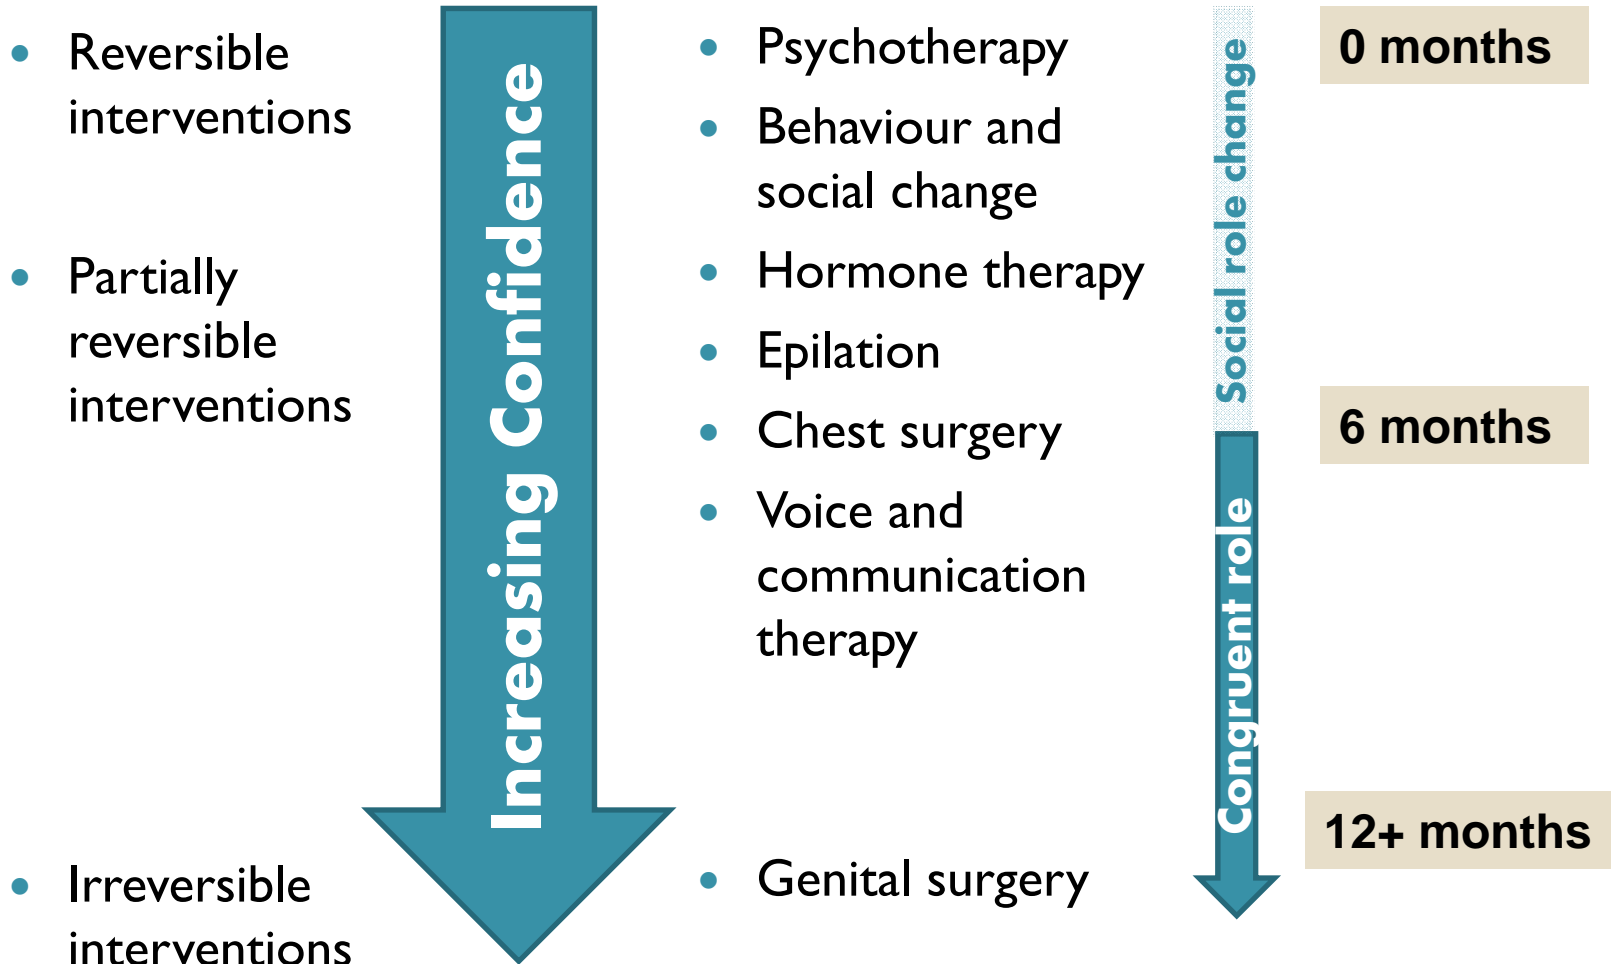 Reversible
interventions
Partially
reversible
interventions
Irreversible
interventions
Increasing Confidence
Psychotherapy
Behaviour and
social change
Hormone therapy
Epilation
Chest surgery
Voice and
communication
therapy
Genital surgery
Social role change
Congruent role
0 months
6 months
12+ months